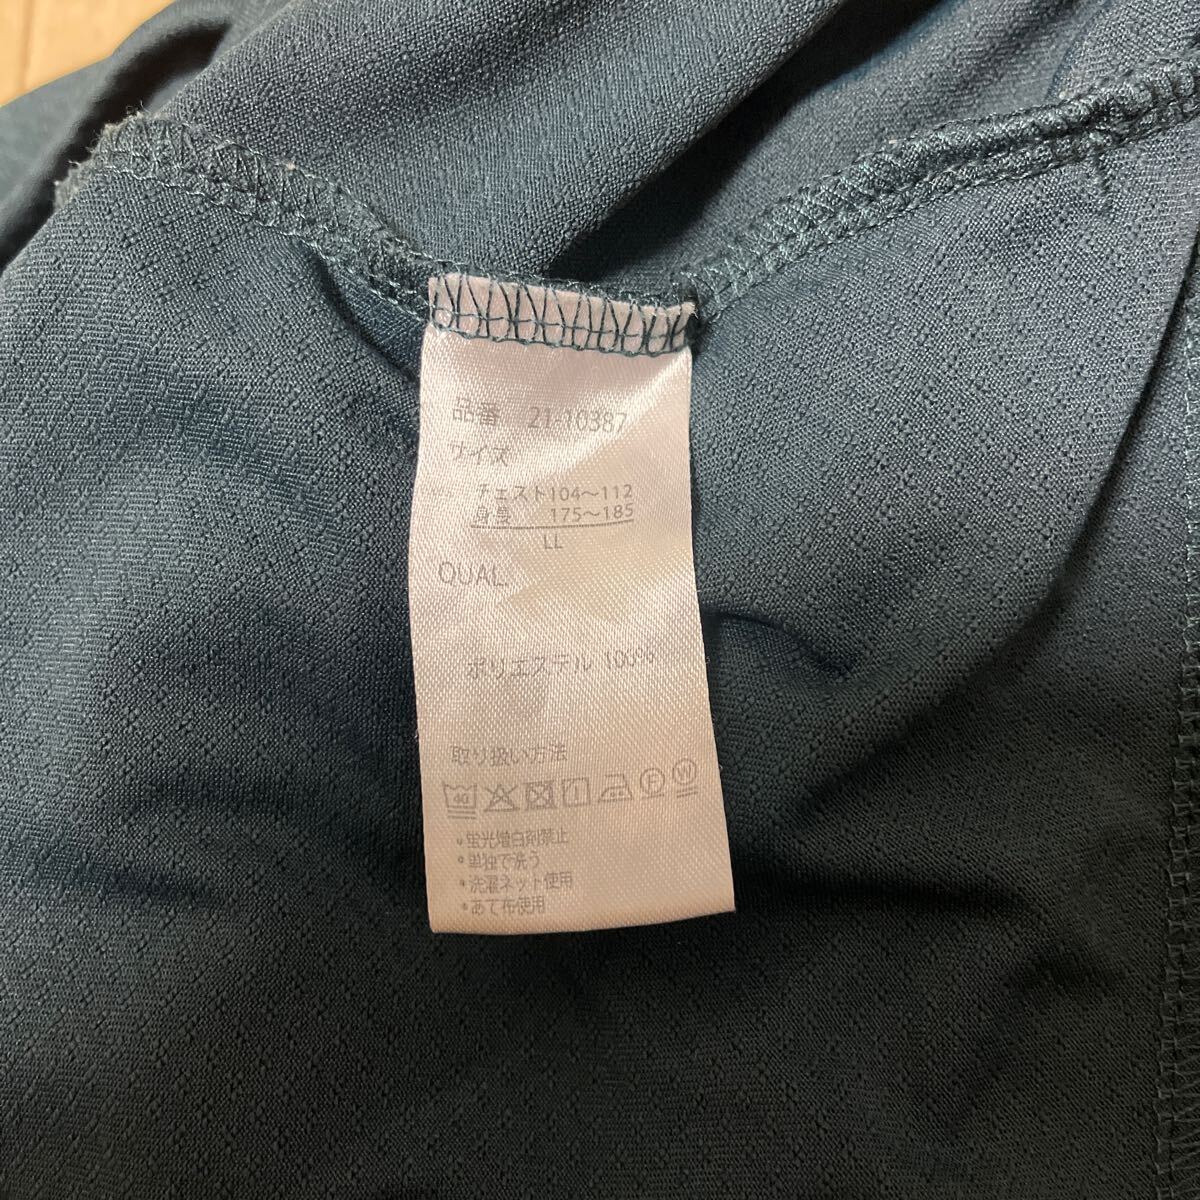 品番 21-10387
サイズ
チェスト104～112
身長 175～185
LL
QUAL.
ポリエステル 100%
取り扱い方法
40 F W
•蛍光増白剤禁止
•単独で洗う
•洗濯ネット使用
•あて布使用